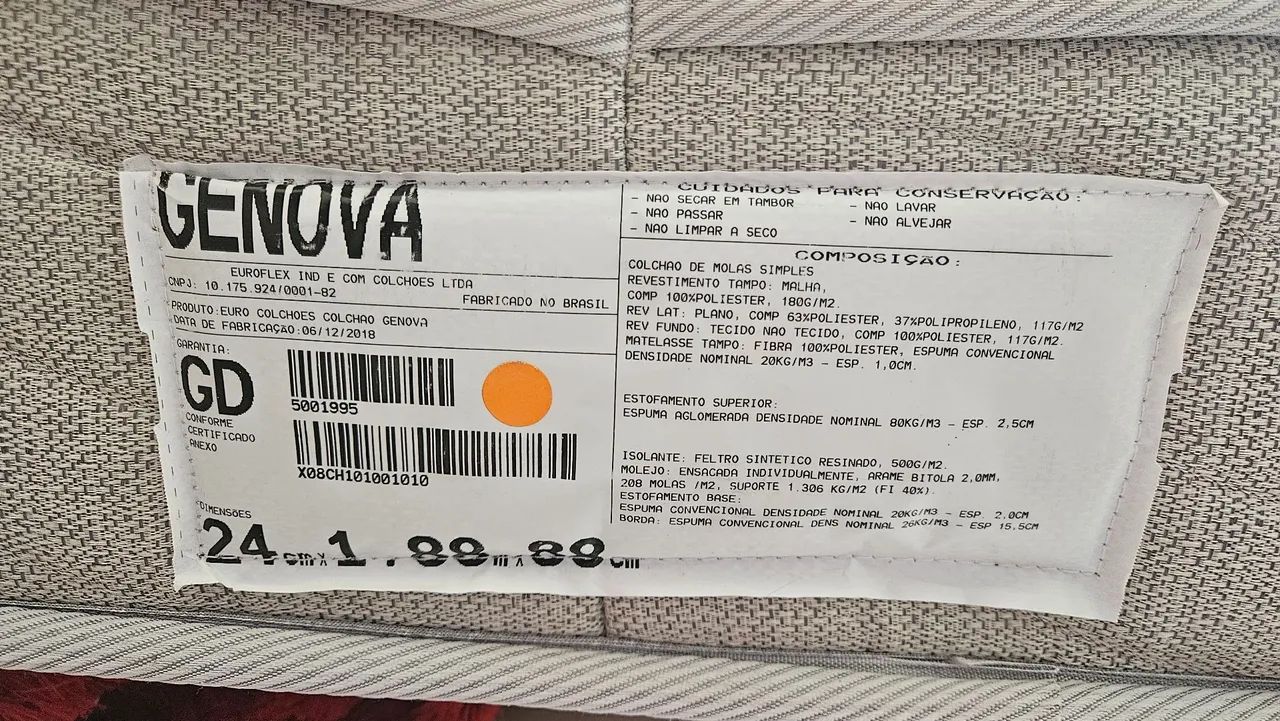 GENOVA
EUROFLEX IND E COM COLCHOES LTDA
CNPJ: 10.175.924/0001-82
FABRICADO NO BRASIL
PRODUTO:EURO COLCHOES COLCHAO GENOVA
DATA DE FABRICAÇAO:06/12/2018
GARANTIA:
GD
CONFORME
CERTIFICADO
ANEXO
5001995
X08CH101001010
DIMENSÕES
24cm x 1.88m x 88cm
CUIDADOS PARA CONSERVAÇÃO:
- NAO SECAR EM TAMBOR - NAO LAVAR
- NAO PASSAR - NAO ALVEJAR
- NAO LIMPAR A SECO
COMPOSIÇÃO:
COLCHAO DE MOLAS SIMPLES
REVESTIMENTO TAMPO: MALHA,
COMP 100%POLIESTER, 180G/M2.
REV LAT: PLANO, COMP 63%POLIESTER, 37%POLIPROPILENO, 117G/M2
REV FUNDO: TECIDO NAO TECIDO, COMP 100%POLIESTER, 117G/M2.
MATELASSE TAMPO: FIBRA 100%POLIESTER, ESPUMA CONVENCIONAL
DENSIDADE NOMINAL 20KG/M3 - ESP. 1,0CM.
ESTOFAMENTO SUPERIOR:
ESPUMA AGLOMERADA DENSIDADE NOMINAL 80KG/M3 - ESP. 2,5CM
ISOLANTE: FELTRO SINTETICO RESINADO, 500G/M2.
MOLEJO: ENSACADA INDIVIDUALMENTE, ARAME BITOLA 2,0MM,
208 MOLAS /M2, SUPORTE 1.306 KG/M2 (FI 40%).
ESTOFAMENTO BASE:
ESPUMA CONVENCIONAL DENSIDADE NOMINAL 20KG/M3 - ESP. 2.0CM
BORDA: ESPUMA CONVENCIONAL DENS NOMINAL 26KG/M3 - ESP 15.5CM